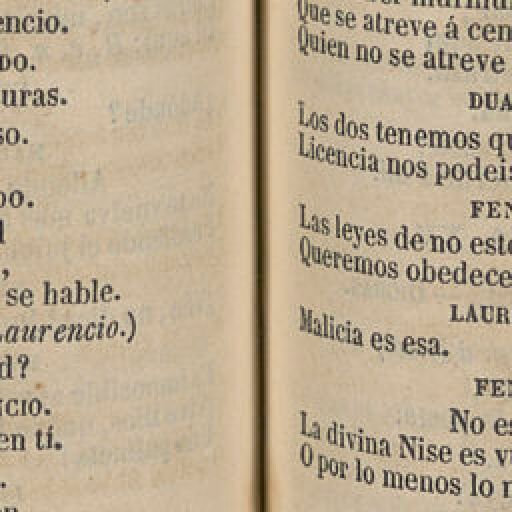 encio.
DO.
uras.
so.
DO.
se hable.
Laurencio.)
d?
NCIO.
en tí.
Que se atreve á cen
Quien no se atreve
DUA
Los dos tenemos qu
Licencia nos podeis
FEN
Las leyes de no este
Queremos obedece
LAUR
Malicia es esa.
FEN
No es
La divina Nise es vu
O por lo menos lo m